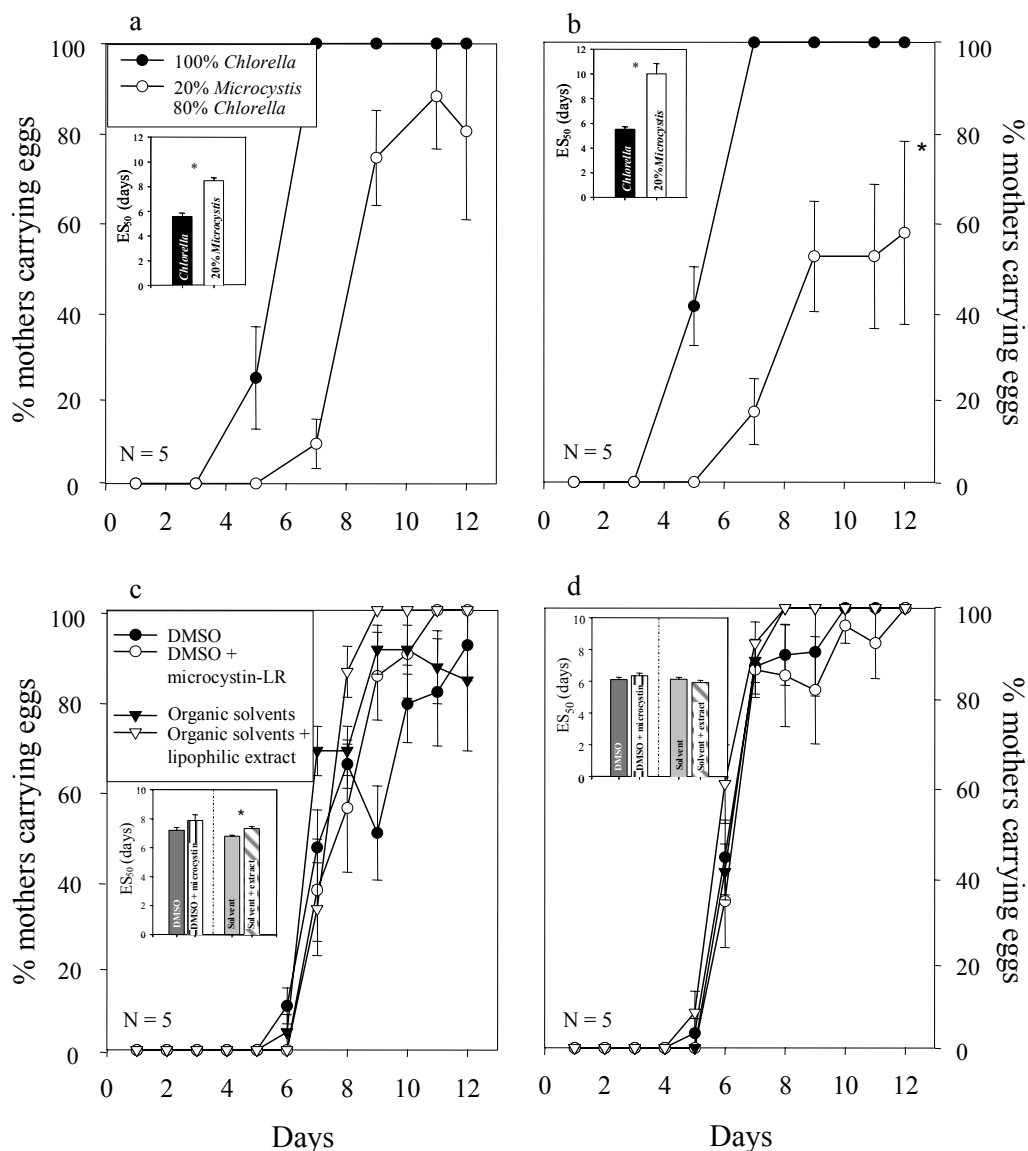 a
100
80
60
40
20
0
% mothers carrying eggs
100% Chlorella
20% Microcystis
80% Chlorella
12
10
8
6
4
2
0
ES50 (days)
*
Chlorella
20% Microcystis
N = 5
0 2 4 6 8 10 12
b
12
10
8
6
4
2
0
ES50 (days)
*
Chlorella
20% Microcystis
*
N = 5
0 2 4 6 8 10 12
100
80
60
40
20
0
% mothers carrying eggs
c
100
80
60
40
20
0
% mothers carrying eggs
DMSO
DMSO +
microcystin-LR
Organic solvents
Organic solvents +
lipophilic extract
10
8
6
4
2
0
ES50 (days)
*
DMSO
DMSO + microcystin
Solvent
Solvent + extract
N = 5
0 2 4 6 8 10 12
Days
d
10
8
6
4
2
0
ES50 (days)
DMSO
DMSO + microcystin
Solvent
Solvent + extract
N = 5
0 2 4 6 8 10 12
Days
100
80
60
40
20
0
% mothers carrying eggs